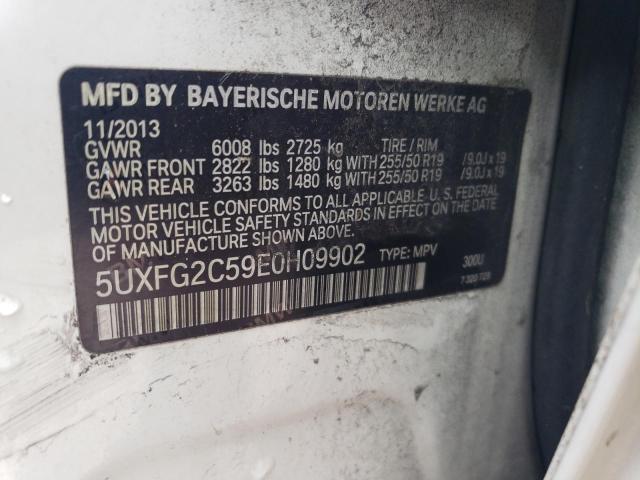 MFD BY BAYERISCHE MOTOREN WERKE AG
11/2013
GVWR 6008 lbs 2725 kg TIRE / RIM
GAWR FRONT 2822 lbs 1280 kg WITH 255/50 R19 / 9.0J x 19
GAWR REAR 3263 lbs 1480 kg WITH 255/50 R19 / 9.0J x 19
THIS VEHICLE CONFORMS TO ALL APPLICABLE U. S. FEDERAL
MOTOR VEHICLE SAFETY STANDARDS IN EFFECT ON THE DATE
OF MANUFACTURE SHOWN ABOVE.
5UXFG2C59E0H09902 TYPE: MPV 300U